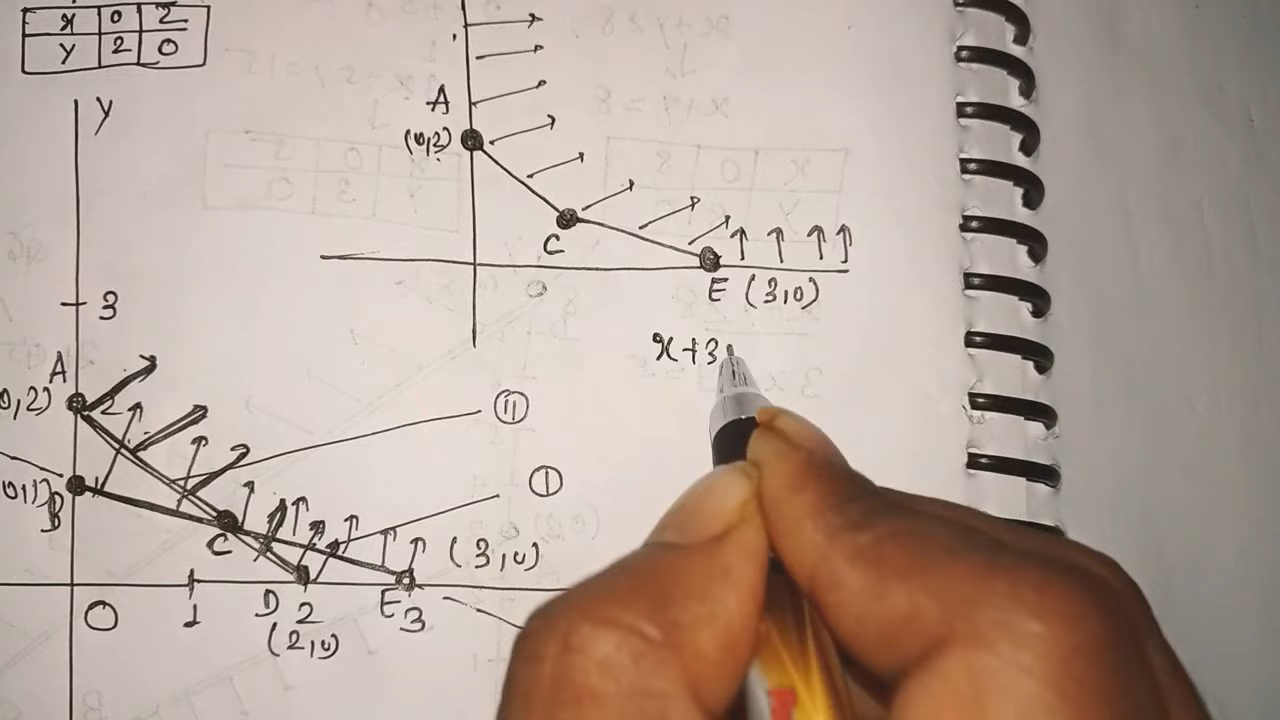 x 0 2
y 2 0
Y
A
(0,2)
C
E (3,0)
x+3
3
A
0,2) 2
(II)
(I)
0,1)
B
C
(3,0)
O 1 D 2 E 3
(2,0)